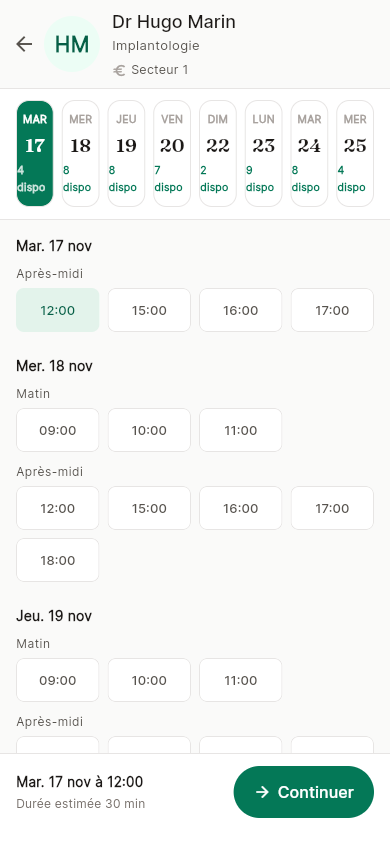 HM
Dr Hugo Marin
Implantologie
€ Secteur 1
MAR MER JEU VEN DIM LUN MAR MER
17 18 19 20 22 23 24 25
4 8 8 7 2 9 8 4
dispo dispo dispo dispo dispo dispo dispo dispo
Mar. 17 nov
Après-midi
12:00 15:00 16:00 17:00
Mer. 18 nov
Matin
09:00 10:00 11:00
Après-midi
12:00 15:00 16:00 17:00
18:00
Jeu. 19 nov
Matin
09:00 10:00 11:00
Après-midi
Mar. 17 nov à 12:00
Durée estimée 30 min
Continuer